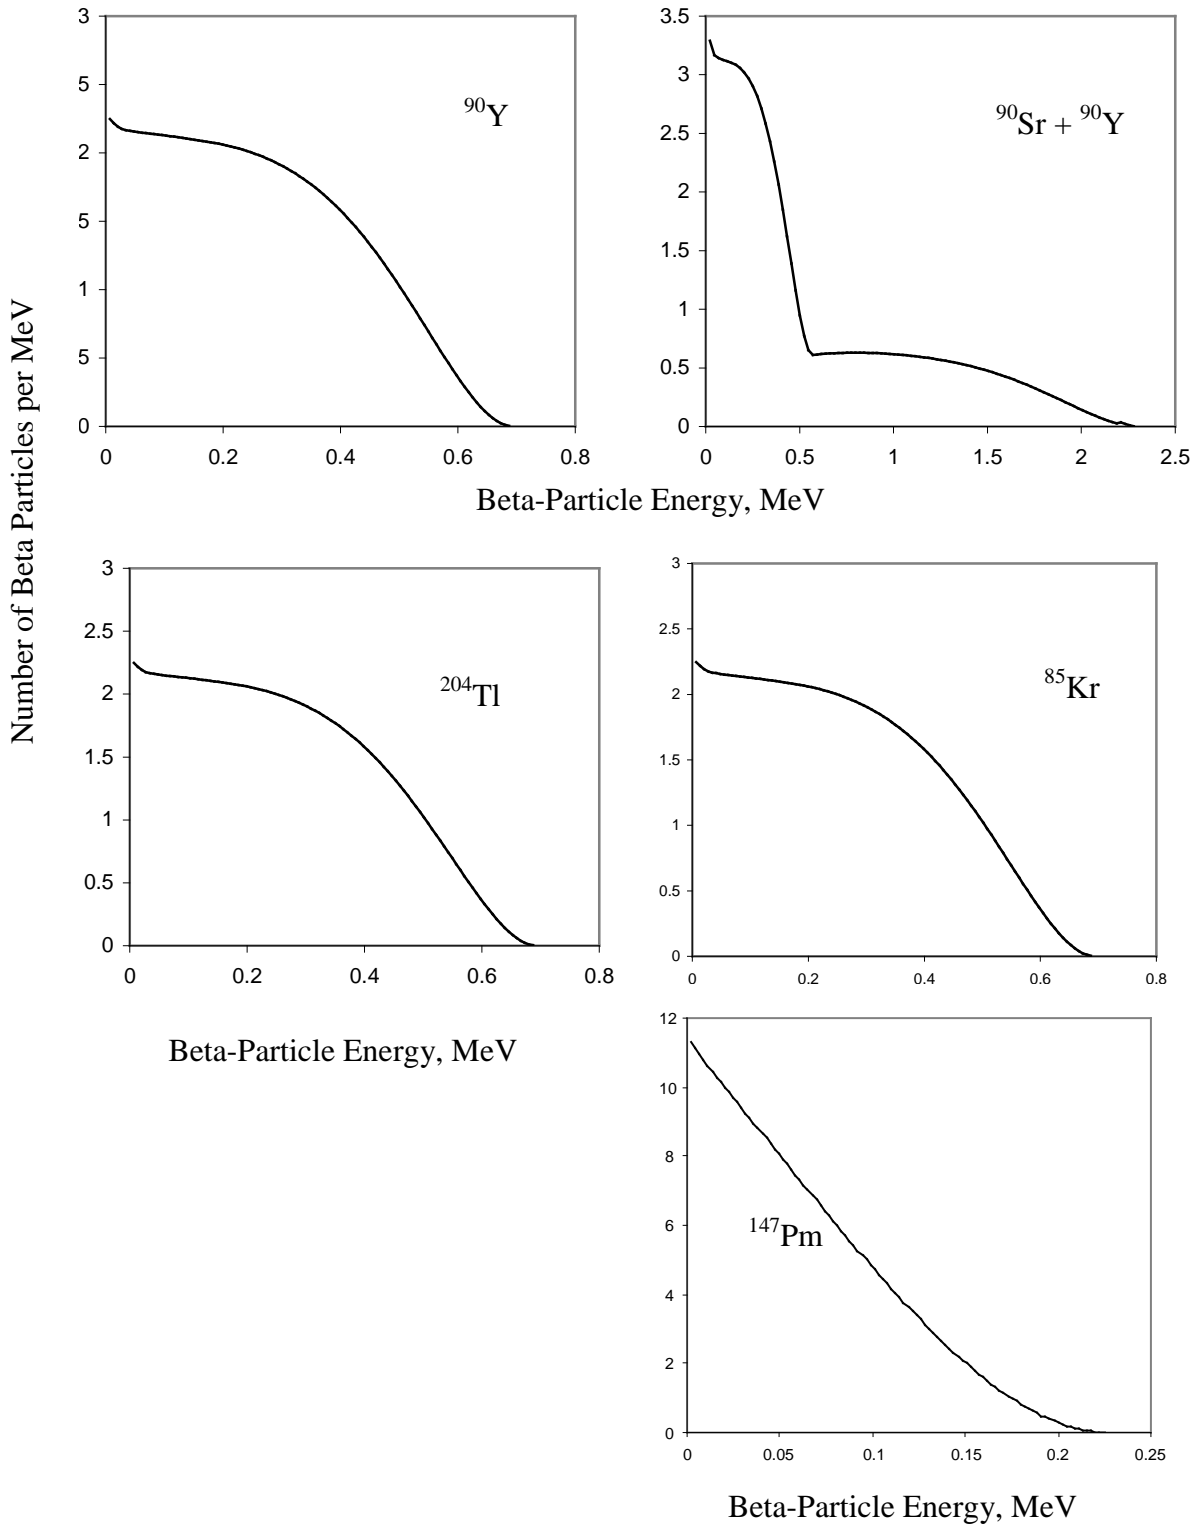 Number of Beta Particles per MeV
3
5
2
5
1
5
0
0 0.2 0.4 0.6 0.8
⁹⁰Y
3.5
3
2.5
2
1.5
1
0.5
0
0 0.5 1 1.5 2 2.5
⁹⁰Sr + ⁹⁰Y
Beta-Particle Energy, MeV
3
2.5
2
1.5
1
0.5
0
0 0.2 0.4 0.6 0.8
²⁰⁴Tl
Beta-Particle Energy, MeV
3
2.5
2
1.5
1
0.5
0
0 0.2 0.4 0.6 0.8
⁸⁵Kr
12
10
8
6
4
2
0
0 0.05 0.1 0.15 0.2 0.25
¹⁴⁷Pm
Beta-Particle Energy, MeV